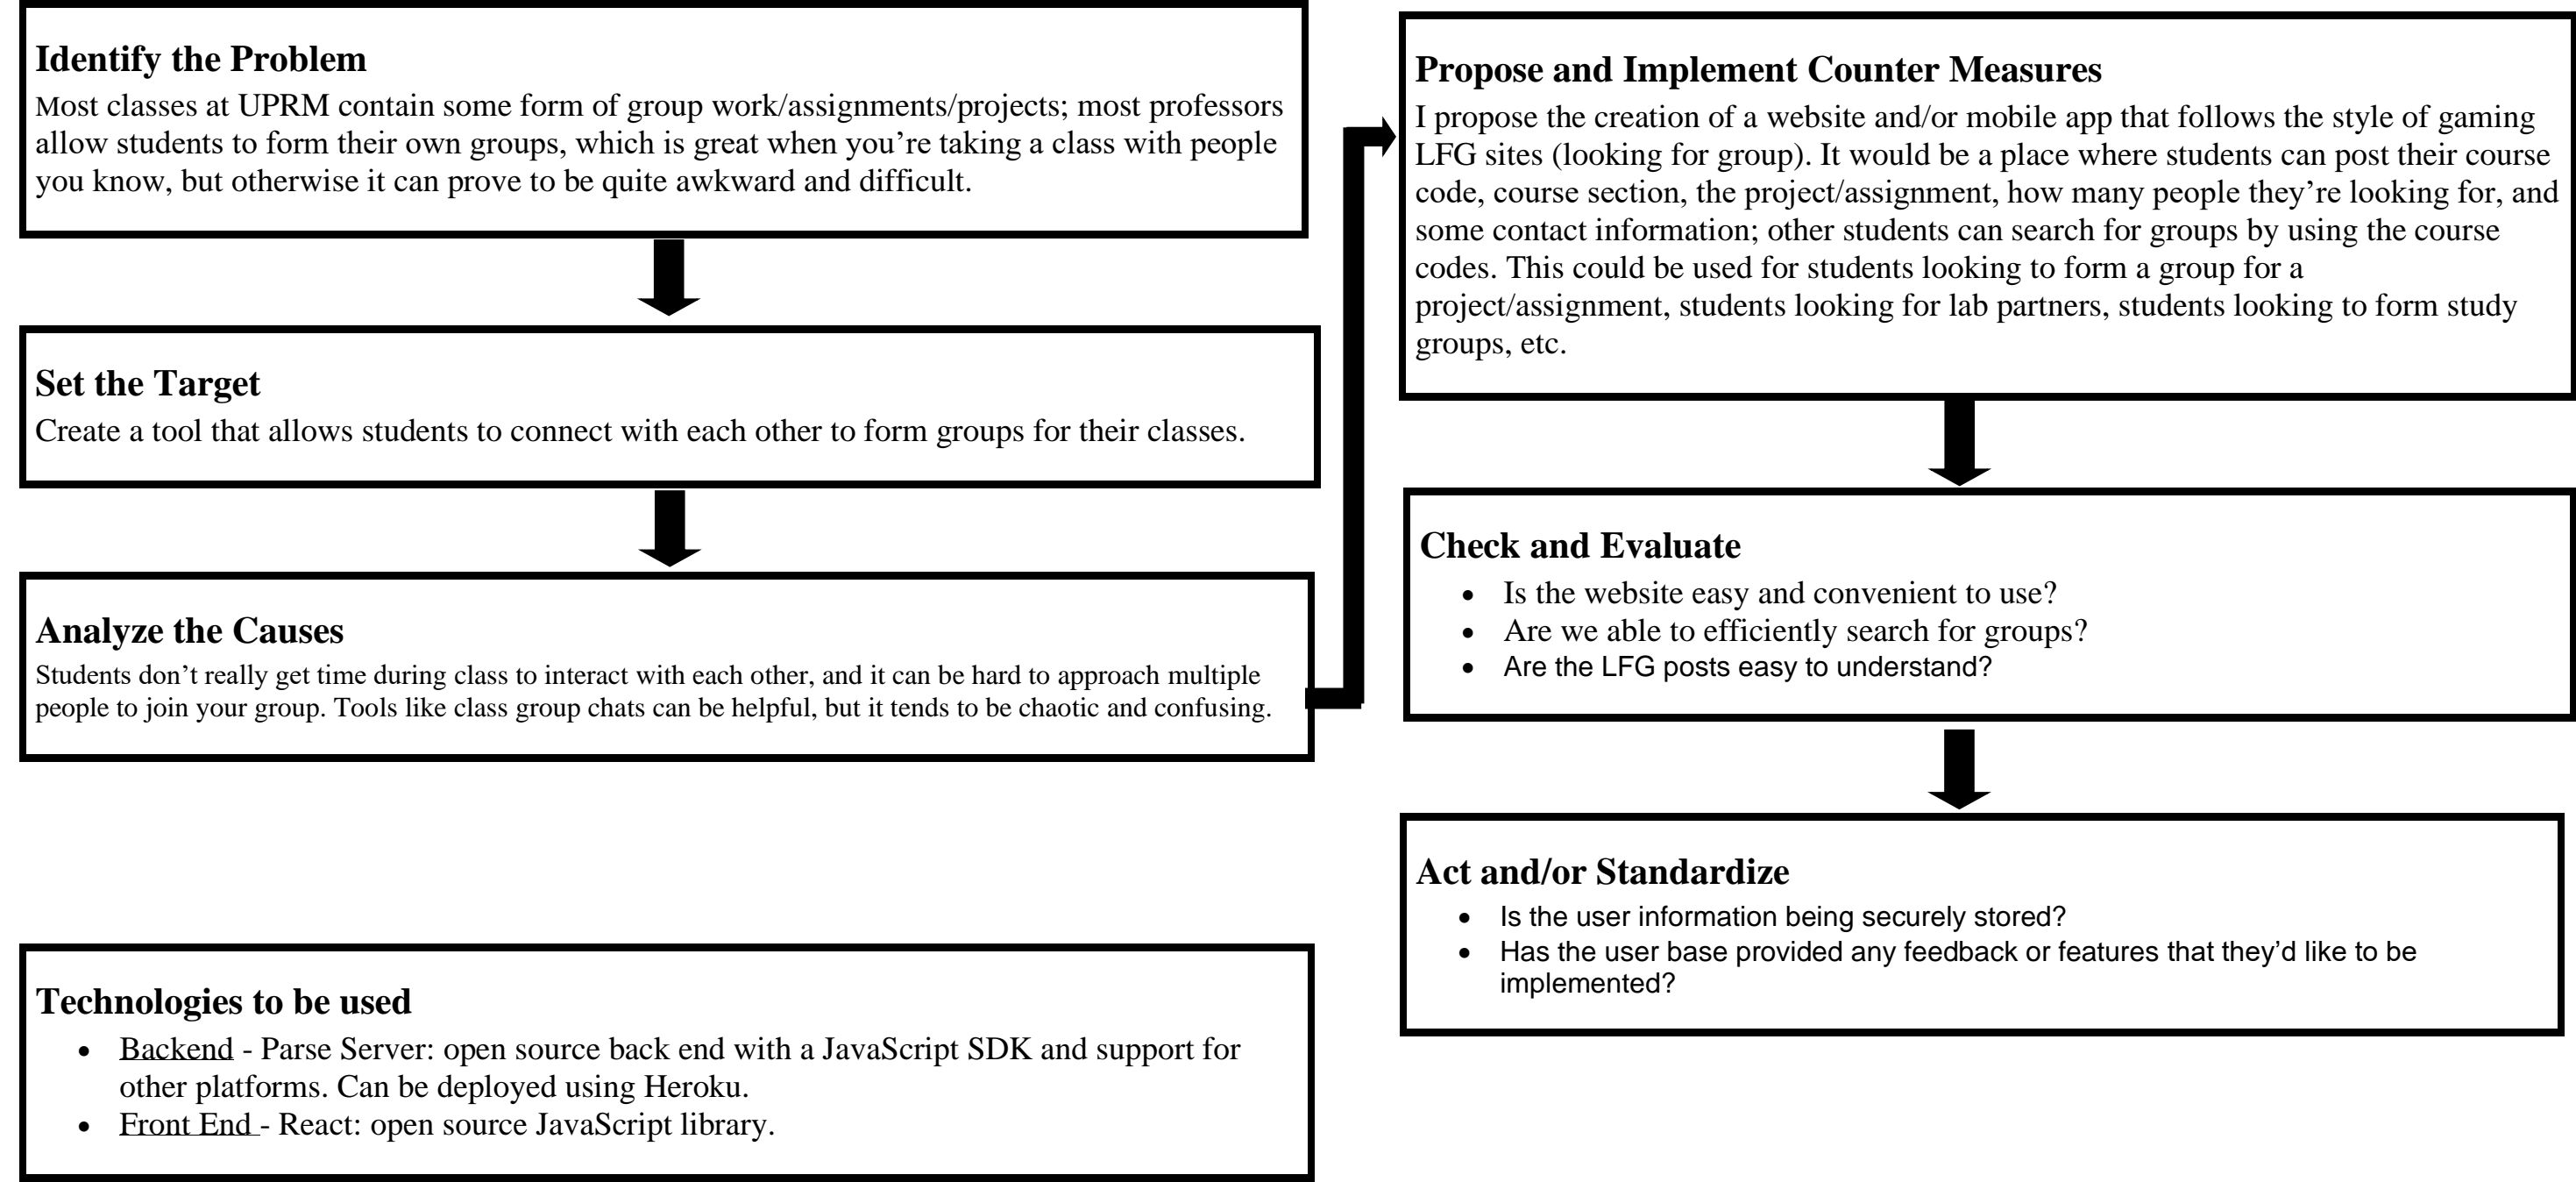 Identify the Problem
Most classes at UPRM contain some form of group work/assignments/projects; most professors
allow students to form their own groups, which is great when you’re taking a class with people
you know, but otherwise it can prove to be quite awkward and difficult.
Set the Target
Create a tool that allows students to connect with each other to form groups for their classes.
Analyze the Causes
Students don’t really get time during class to interact with each other, and it can be hard to approach multiple
people to join your group. Tools like class group chats can be helpful, but it tends to be chaotic and confusing.
Technologies to be used
• Backend - Parse Server: open source back end with a JavaScript SDK and support for
other platforms. Can be deployed using Heroku.
• Front End - React: open source JavaScript library.
Propose and Implement Counter Measures
I propose the creation of a website and/or mobile app that follows the style of gaming
LFG sites (looking for group). It would be a place where students can post their course
code, course section, the project/assignment, how many people they’re looking for, and
some contact information; other students can search for groups by using the course
codes. This could be used for students looking to form a group for a
project/assignment, students looking for lab partners, students looking to form study
groups, etc.
Check and Evaluate
• Is the website easy and convenient to use?
• Are we able to efficiently search for groups?
• Are the LFG posts easy to understand?
Act and/or Standardize
• Is the user information being securely stored?
• Has the user base provided any feedback or features that they’d like to be
implemented?